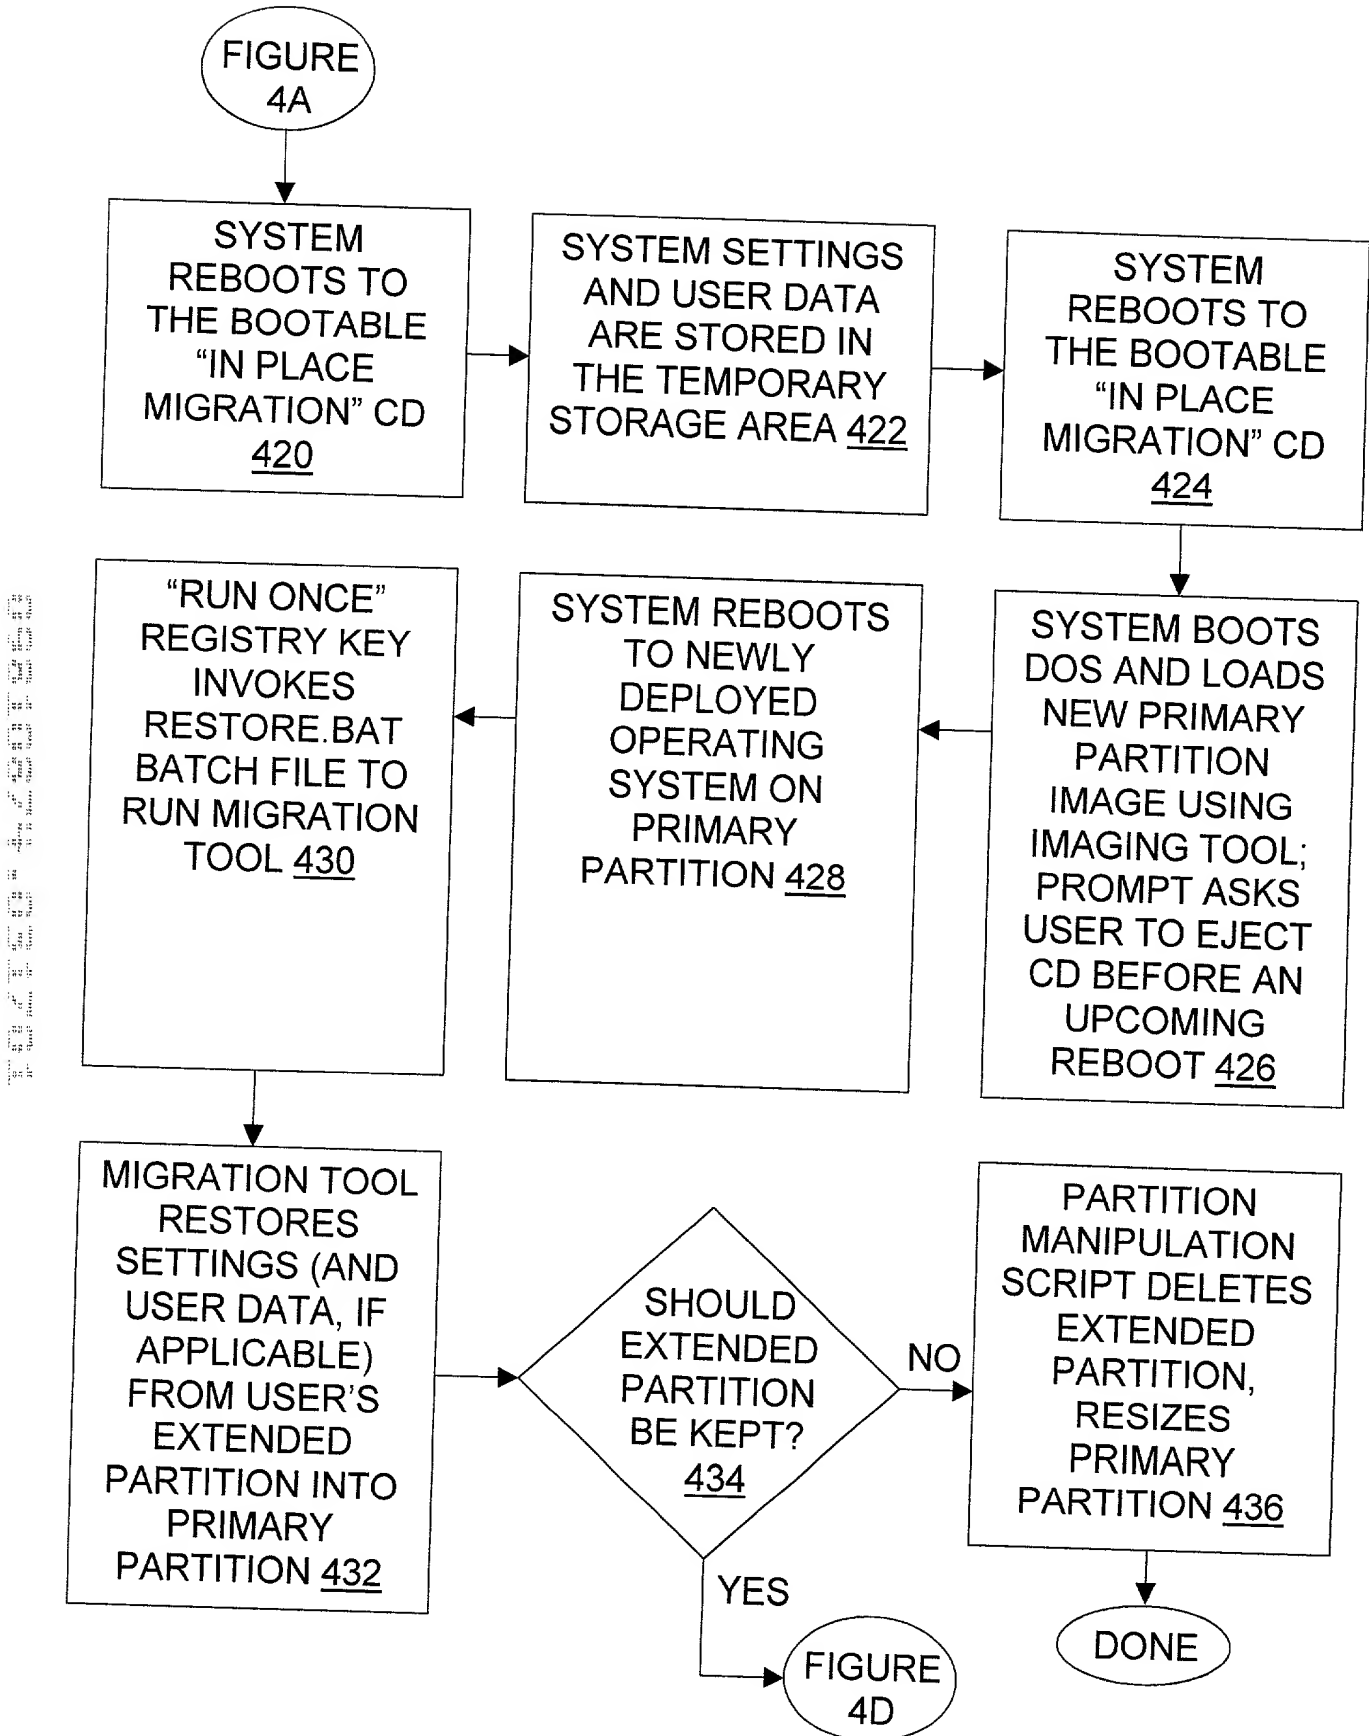 FIGURE
4A
SYSTEM
REBOOTS TO
THE BOOTABLE
“IN PLACE
MIGRATION” CD
420
SYSTEM SETTINGS
AND USER DATA
ARE STORED IN
THE TEMPORARY
STORAGE AREA 422
SYSTEM
REBOOTS TO
THE BOOTABLE
“IN PLACE
MIGRATION” CD
424
SYSTEM BOOTS
DOS AND LOADS
NEW PRIMARY
PARTITION
IMAGE USING
IMAGING TOOL;
PROMPT ASKS
USER TO EJECT
CD BEFORE AN
UPCOMING
REBOOT 426
SYSTEM REBOOTS
TO NEWLY
DEPLOYED
OPERATING
SYSTEM ON
PRIMARY
PARTITION 428
“RUN ONCE”
REGISTRY KEY
INVOKES
RESTORE.BAT
BATCH FILE TO
RUN MIGRATION
TOOL 430
MIGRATION TOOL
RESTORES
SETTINGS (AND
USER DATA, IF
APPLICABLE)
FROM USER’S
EXTENDED
PARTITION INTO
PRIMARY
PARTITION 432
SHOULD
EXTENDED
PARTITION
BE KEPT?
434
NO
YES
PARTITION
MANIPULATION
SCRIPT DELETES
EXTENDED
PARTITION,
RESIZES
PRIMARY
PARTITION 436
DONE
FIGURE
4D